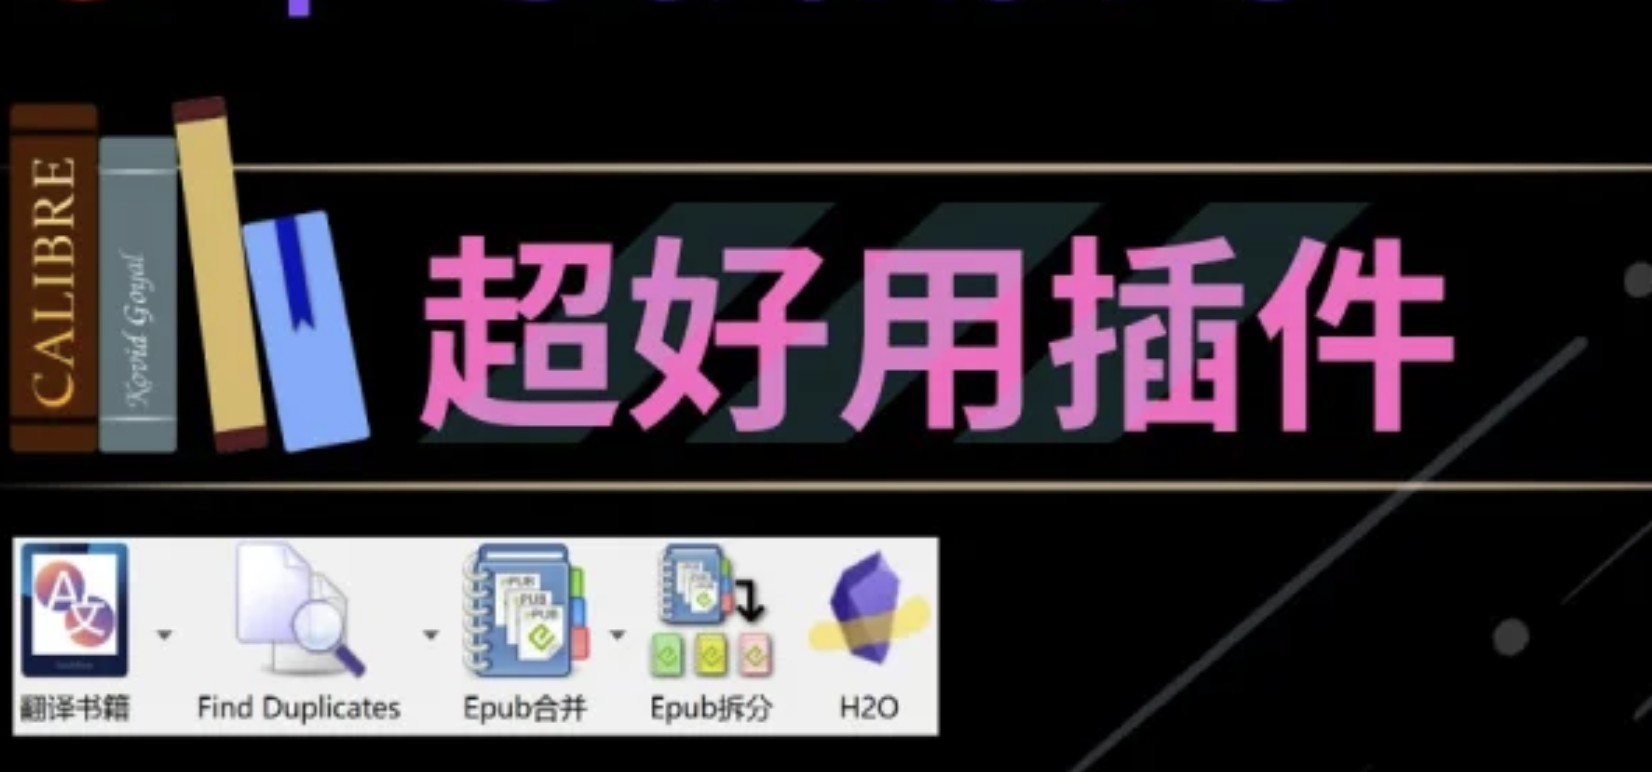 CALIBRE
Kovid Goyal
超好用插件
翻译书籍
Find Duplicates
Epub合并
Epub拆分
H2O